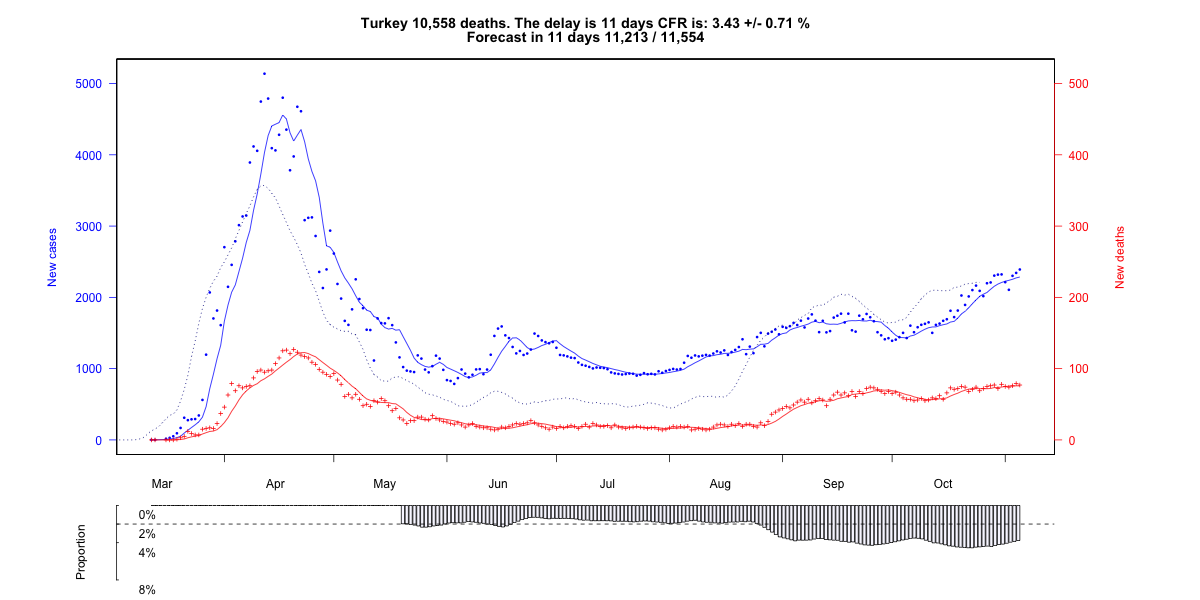 Turkey 10,558 deaths. The delay is 11 days CFR is: 3.43 +/- 0.71 %
Forecast in 11 days 11,213 / 11,554
5000
4000
3000
2000
1000
0
New cases
500
400
300
200
100
0
New deaths
Mar Apr May Jun Jul Aug Sep Oct
Proportion
0%
2%
4%
8%